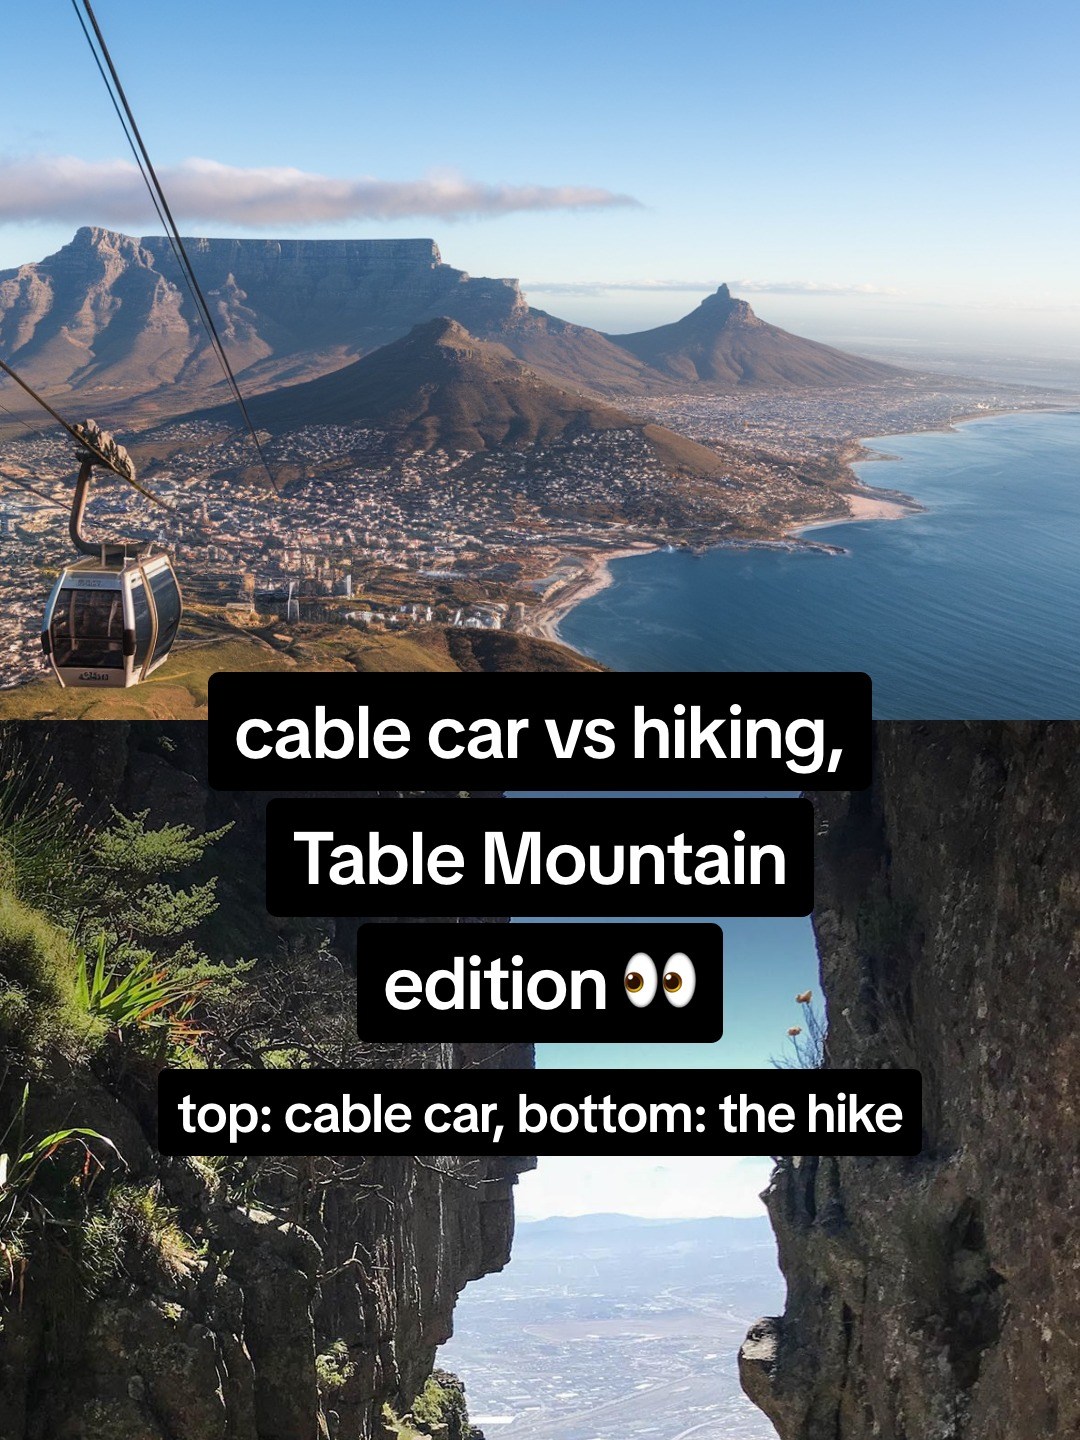 cable car vs hiking,
Table Mountain
edition 👀
top: cable car, bottom: the hike